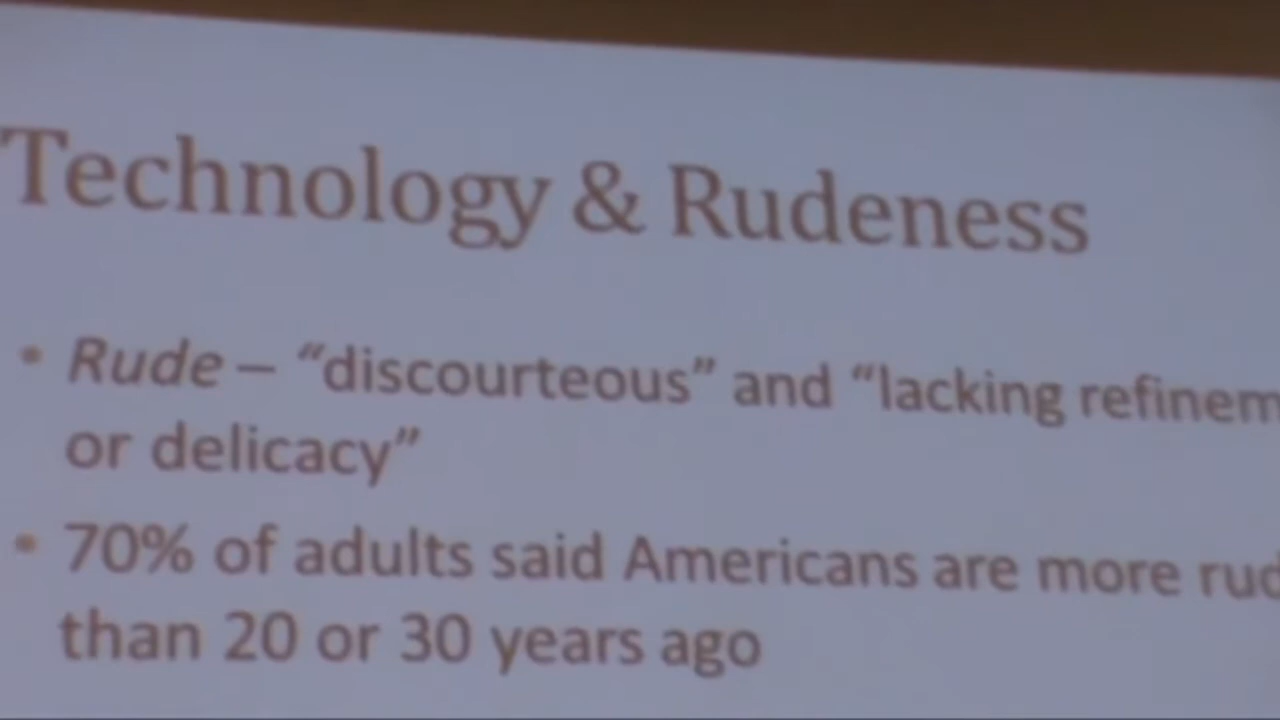 Technology & Rudeness
• Rude – “discourteous” and “lacking refinem
or delicacy”
• 70% of adults said Americans are more rud
than 20 or 30 years ago